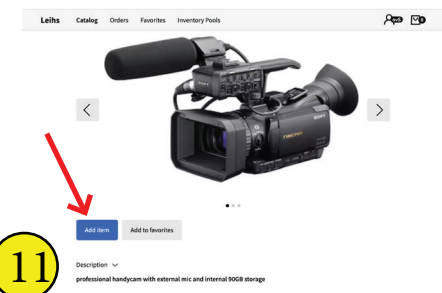 Leihs Catalog Orders Favorites Inventory Pools
SONY
Add item Add to favorites
Description
professional handycam with external mic and internal 90GB storage
11